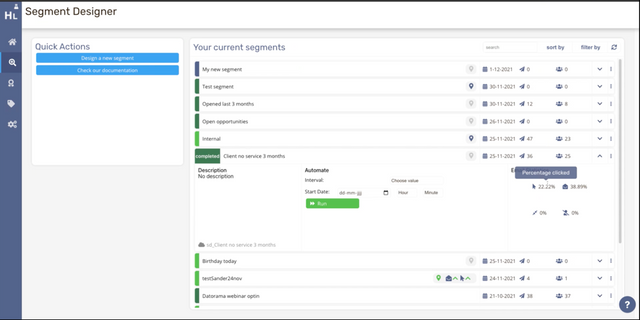 HL
Segment Designer
Quick Actions
Design a new segment
Check our documentation
Your current segments
search
sort by
filter by
My new segment 1-12-2021 0 0
Test segment 30-11-2021 0 0
Opened last 3 months 30-11-2021 12 8
Open opportunities 26-11-2021 0 0
Internal 25-11-2021 47 23
completed Client no service 3 months 25-11-2021 36 25
Description
No description
sd_Client no service 3 months
Automate
Interval: Choose value
Start Date: dd-mm-jj Hour Minute
Run
Percentage clicked
22.22% 38.89%
0% 0%
Birthday today 25-11-2021 0 0
testSander24nov 24-11-2021 4 1
Datorama webinar optin 21-10-2021 38 37
?